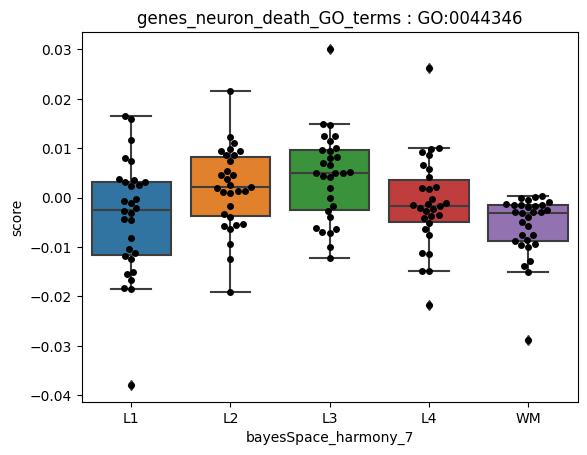 genes_neuron_death_GO_terms : GO:0044346
0.03
0.02
0.01
0.00
−0.01
−0.02
−0.03
−0.04
score
L1 L2 L3 L4 WM
bayesSpace_harmony_7